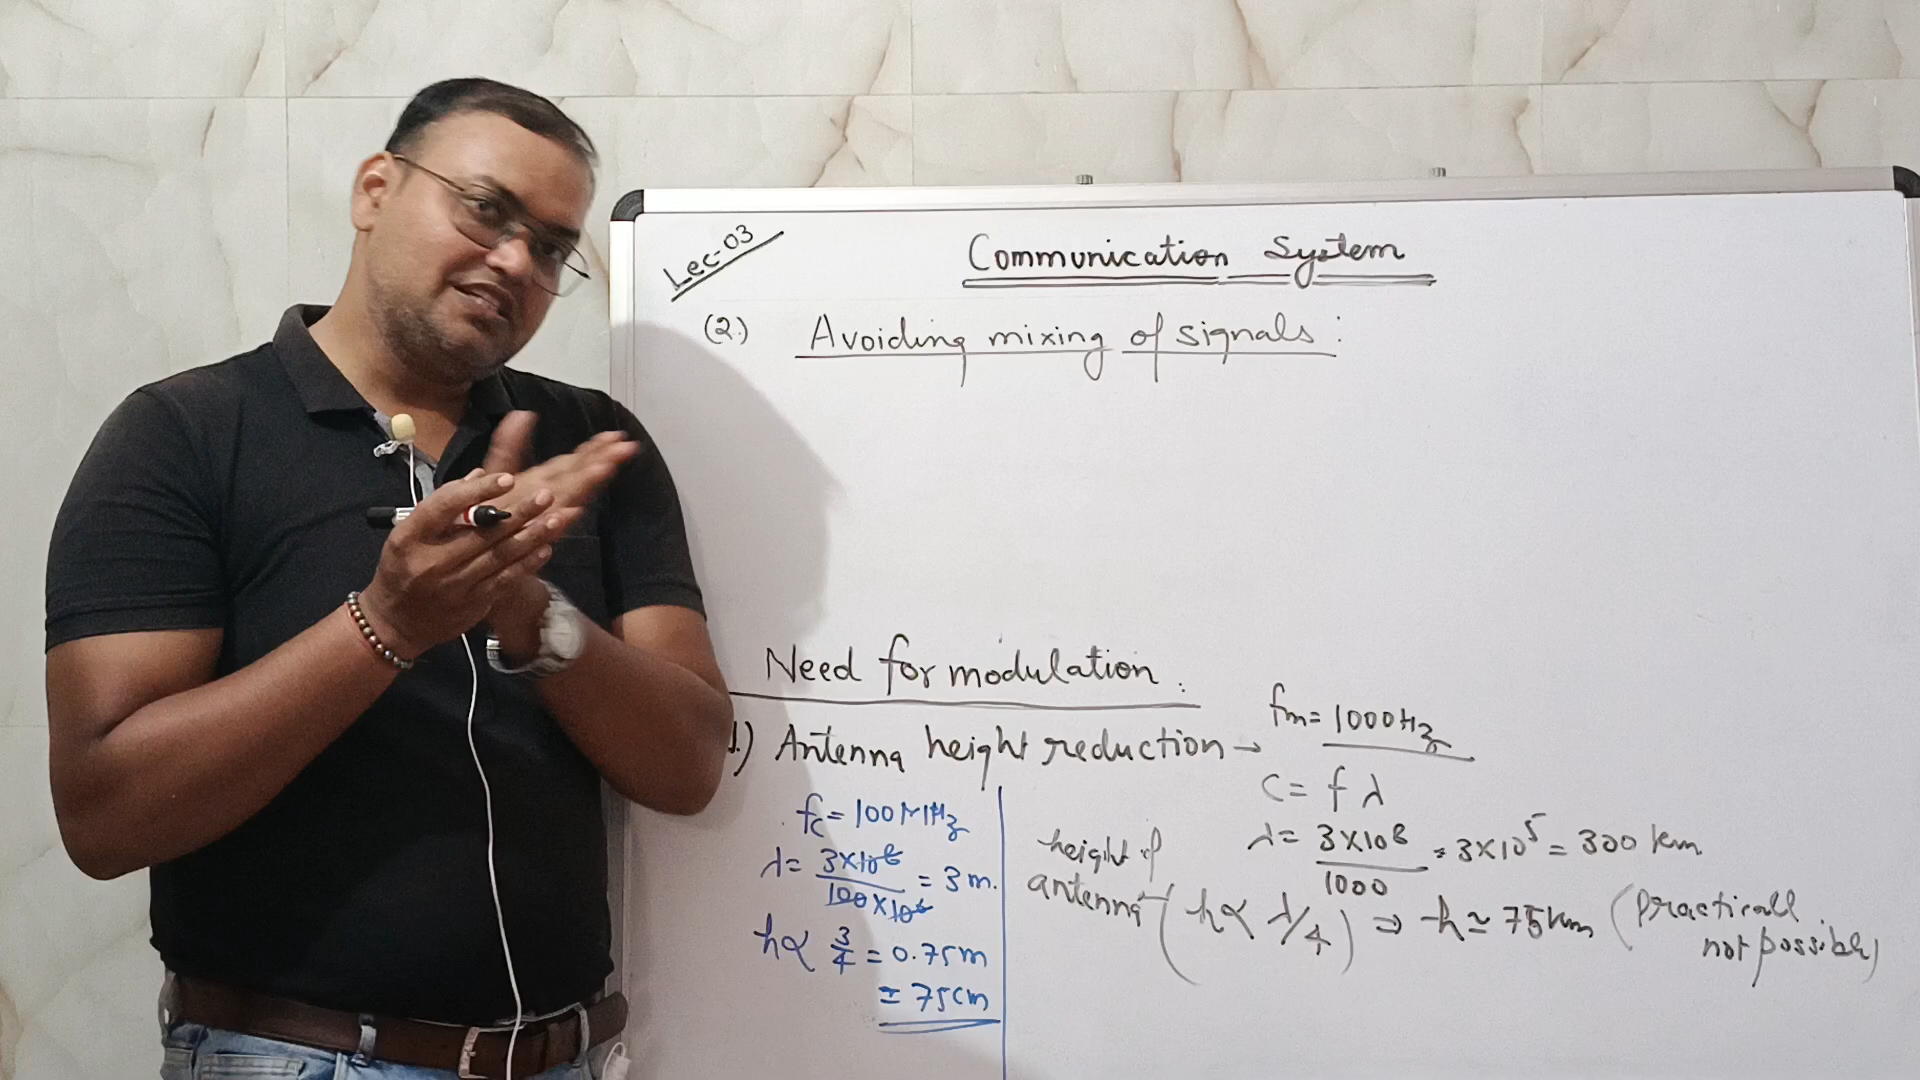 Lec-03
Communication System
(2.) Avoiding mixing of signals:
Need for modulation.
1.) Antenna height reduction → fm = 1000Hz
C = f λ
λ = 3×10⁸/1000 = 3×10⁵ = 300 km
height of antenna (h ∝ λ/4) ⇒ h ≃ 75km (Practicall not possible)
fc = 100MHz
λ = 3×10⁸/100×10⁶ = 3m.
h ∝ 3/4 = 0.75m
= 75cm